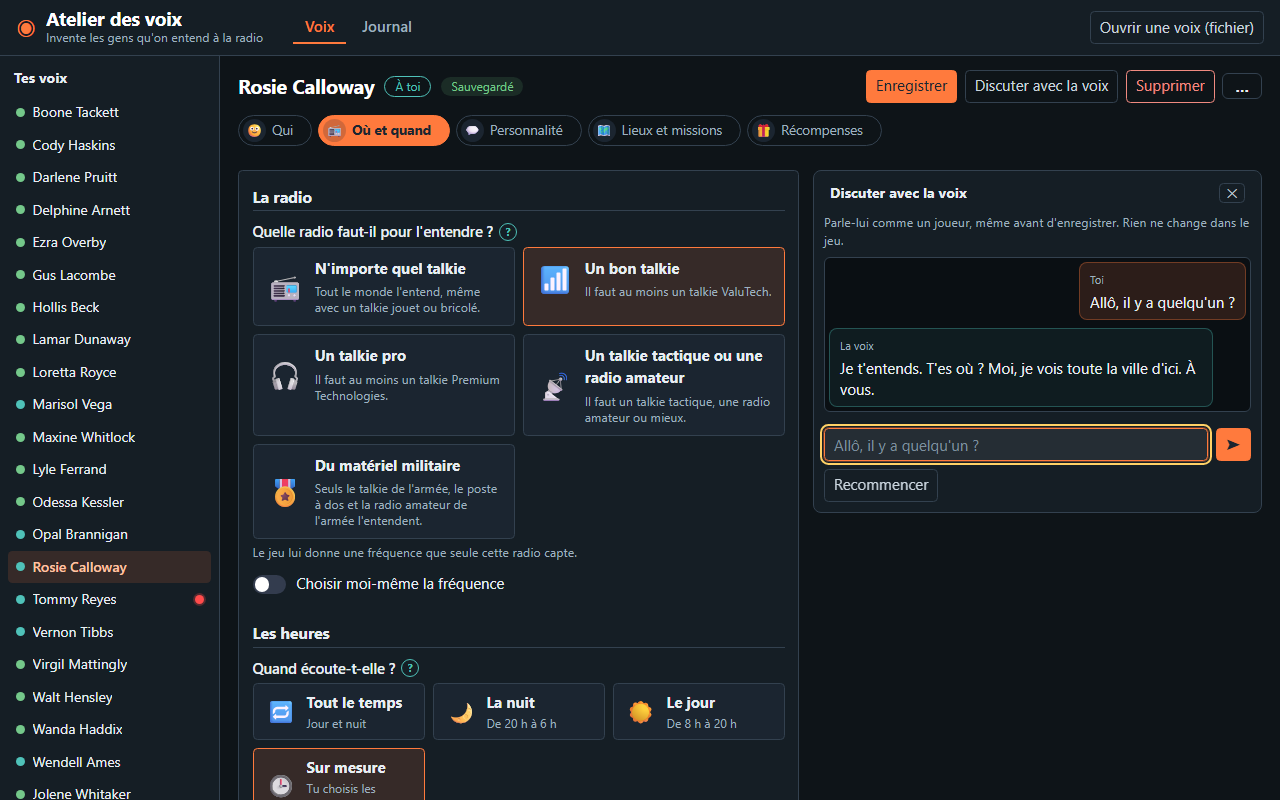 Atelier des voix
Invente les gens qu'on entend à la radio
Voix
Journal
Ouvrir une voix (fichier)
Tes voix
Boone Tackett
Cody Haskins
Darlene Pruitt
Delphine Arnett
Ezra Overby
Gus Lacombe
Hollis Beck
Lamar Dunaway
Loretta Royce
Marisol Vega
Maxine Whitlock
Lyle Ferrand
Odessa Kessler
Opal Brannigan
Rosie Calloway
Tommy Reyes
Vernon Tibbs
Virgil Mattingly
Walt Hensley
Wanda Haddix
Wendell Ames
Jolene Whitaker
Rosie Calloway
À toi
Sauvegardé
Enregistrer
Discuter avec la voix
Supprimer
...
Qui
Où et quand
Personnalité
Lieux et missions
Récompenses
La radio
Quelle radio faut-il pour l'entendre ? ?
N'importe quel talkie
Tout le monde l'entend, même
avec un talkie jouet ou bricolé.
Un bon talkie
Il faut au moins un talkie ValuTech.
Un talkie pro
Il faut au moins un talkie Premium
Technologies.
Un talkie tactique ou une
radio amateur
Il faut un talkie tactique, une radio
amateur ou mieux.
Du matériel militaire
Seuls le talkie de l'armée, le poste
à dos et la radio amateur de
l'armée l'entendent.
Le jeu lui donne une fréquence que seule cette radio capte.
Choisir moi-même la fréquence
Les heures
Quand écoute-t-elle ? ?
Tout le temps
Jour et nuit
La nuit
De 20 h à 6 h
Le jour
De 8 h à 20 h
Sur mesure
Tu choisis les
Discuter avec la voix
Parle-lui comme un joueur, même avant d'enregistrer. Rien ne change dans le
jeu.
Toi
Allô, il y a quelqu'un ?
La voix
Je t'entends. T'es où ? Moi, je vois toute la ville d'ici. À
vous.
Allô, il y a quelqu'un ?
Recommencer